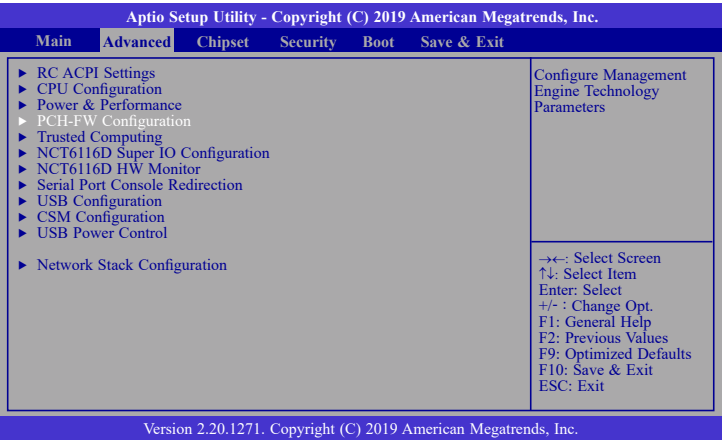 Aptio Setup Utility - Copyright (C) 2019 American Megatrends, Inc.
Main Advanced Chipset Security Boot Save & Exit
▶ RC ACPI Settings
▶ CPU Configuration
▶ Power & Performance
▶ PCH-FW Configuration
▶ Trusted Computing
▶ NCT6116D Super IO Configuration
▶ NCT6116D HW Monitor
▶ Serial Port Console Redirection
▶ USB Configuration
▶ CSM Configuration
▶ USB Power Control
▶ Network Stack Configuration
Configure Management
Engine Technology
Parameters
→←: Select Screen
↑↓: Select Item
Enter: Select
+/- : Change Opt.
F1: General Help
F2: Previous Values
F9: Optimized Defaults
F10: Save & Exit
ESC: Exit
Version 2.20.1271. Copyright (C) 2019 American Megatrends, Inc.